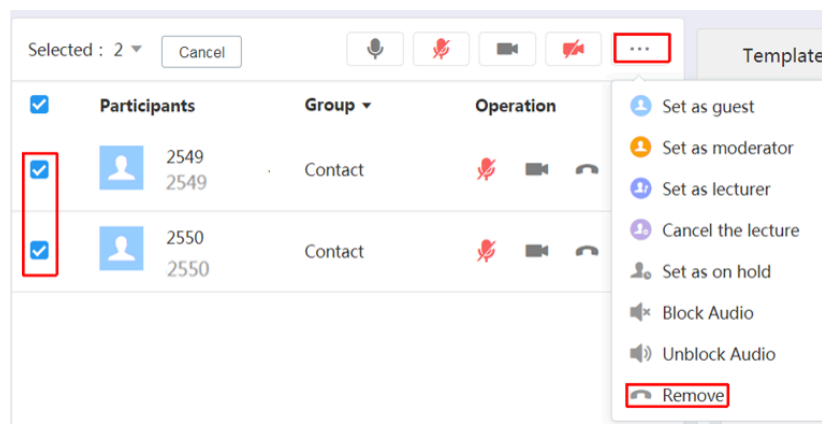 Selected : 2 Cancel ...
Template
Participants Group Operation
2549
2549
Contact
2550
2550
Contact
Set as guest
Set as moderator
Set as lecturer
Cancel the lecture
Set as on hold
Block Audio
Unblock Audio
Remove